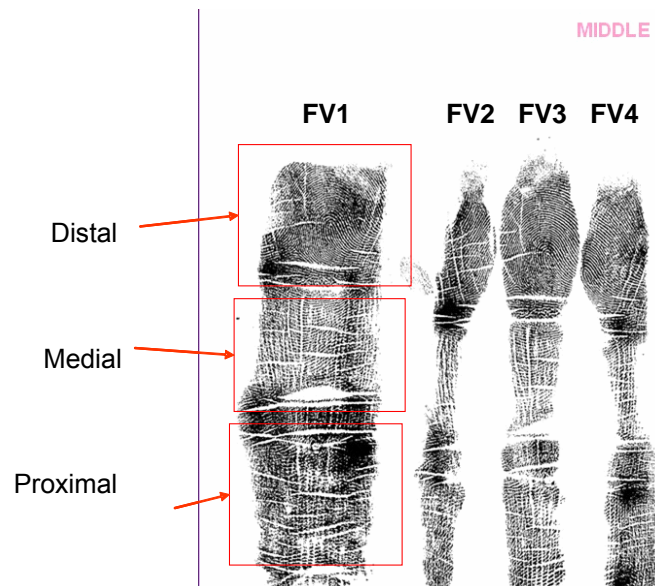 MIDDLE
FV1 FV2 FV3 FV4
Distal
Medial
Proximal